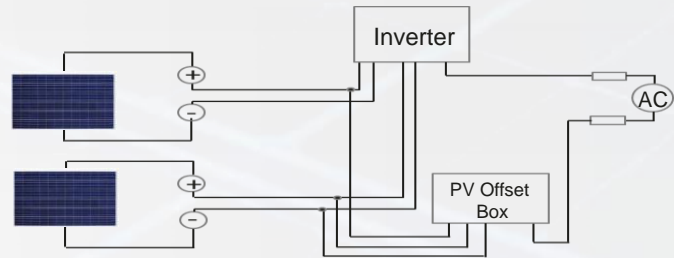 Inverter
+
−
AC
+
−
PV Offset
Box